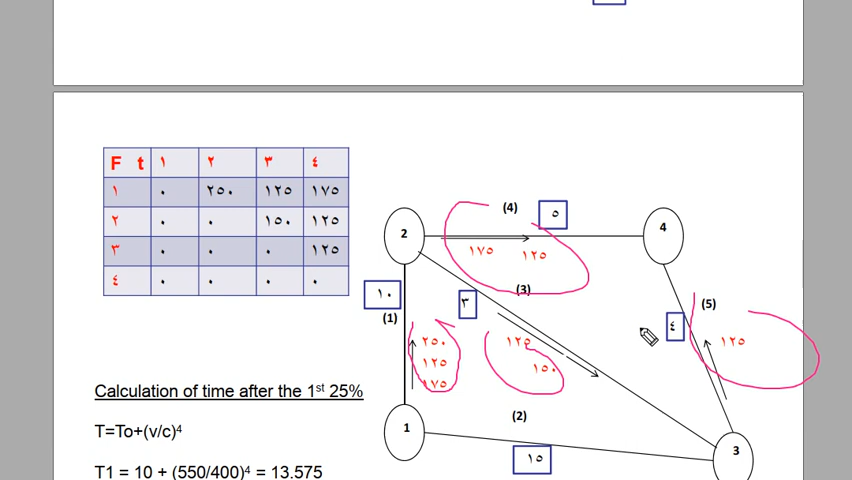 F t ١ ٢ ٣ ٤
١ ٠ ٢٥٠ ١٢٥ ١٧٥
٢ ٠ ٠ ١٥٠ ١٢٥
٣ ٠ ٠ ٠ ١٢٥
٤ ٠ ٠ ٠ ٠
(4) ٥
2 4
١٧٥ ١٢٥
(3)
١٠ ٣ (5)
(1) ٤
٢٥٠ ١٢٥ ١٢٥
١٢٥ ١٥٠
١٧٥
Calculation of time after the 1st 25%
(2)
T=To+(v/c)4
1 3
١٥
T1 = 10 + (550/400)4 = 13.575